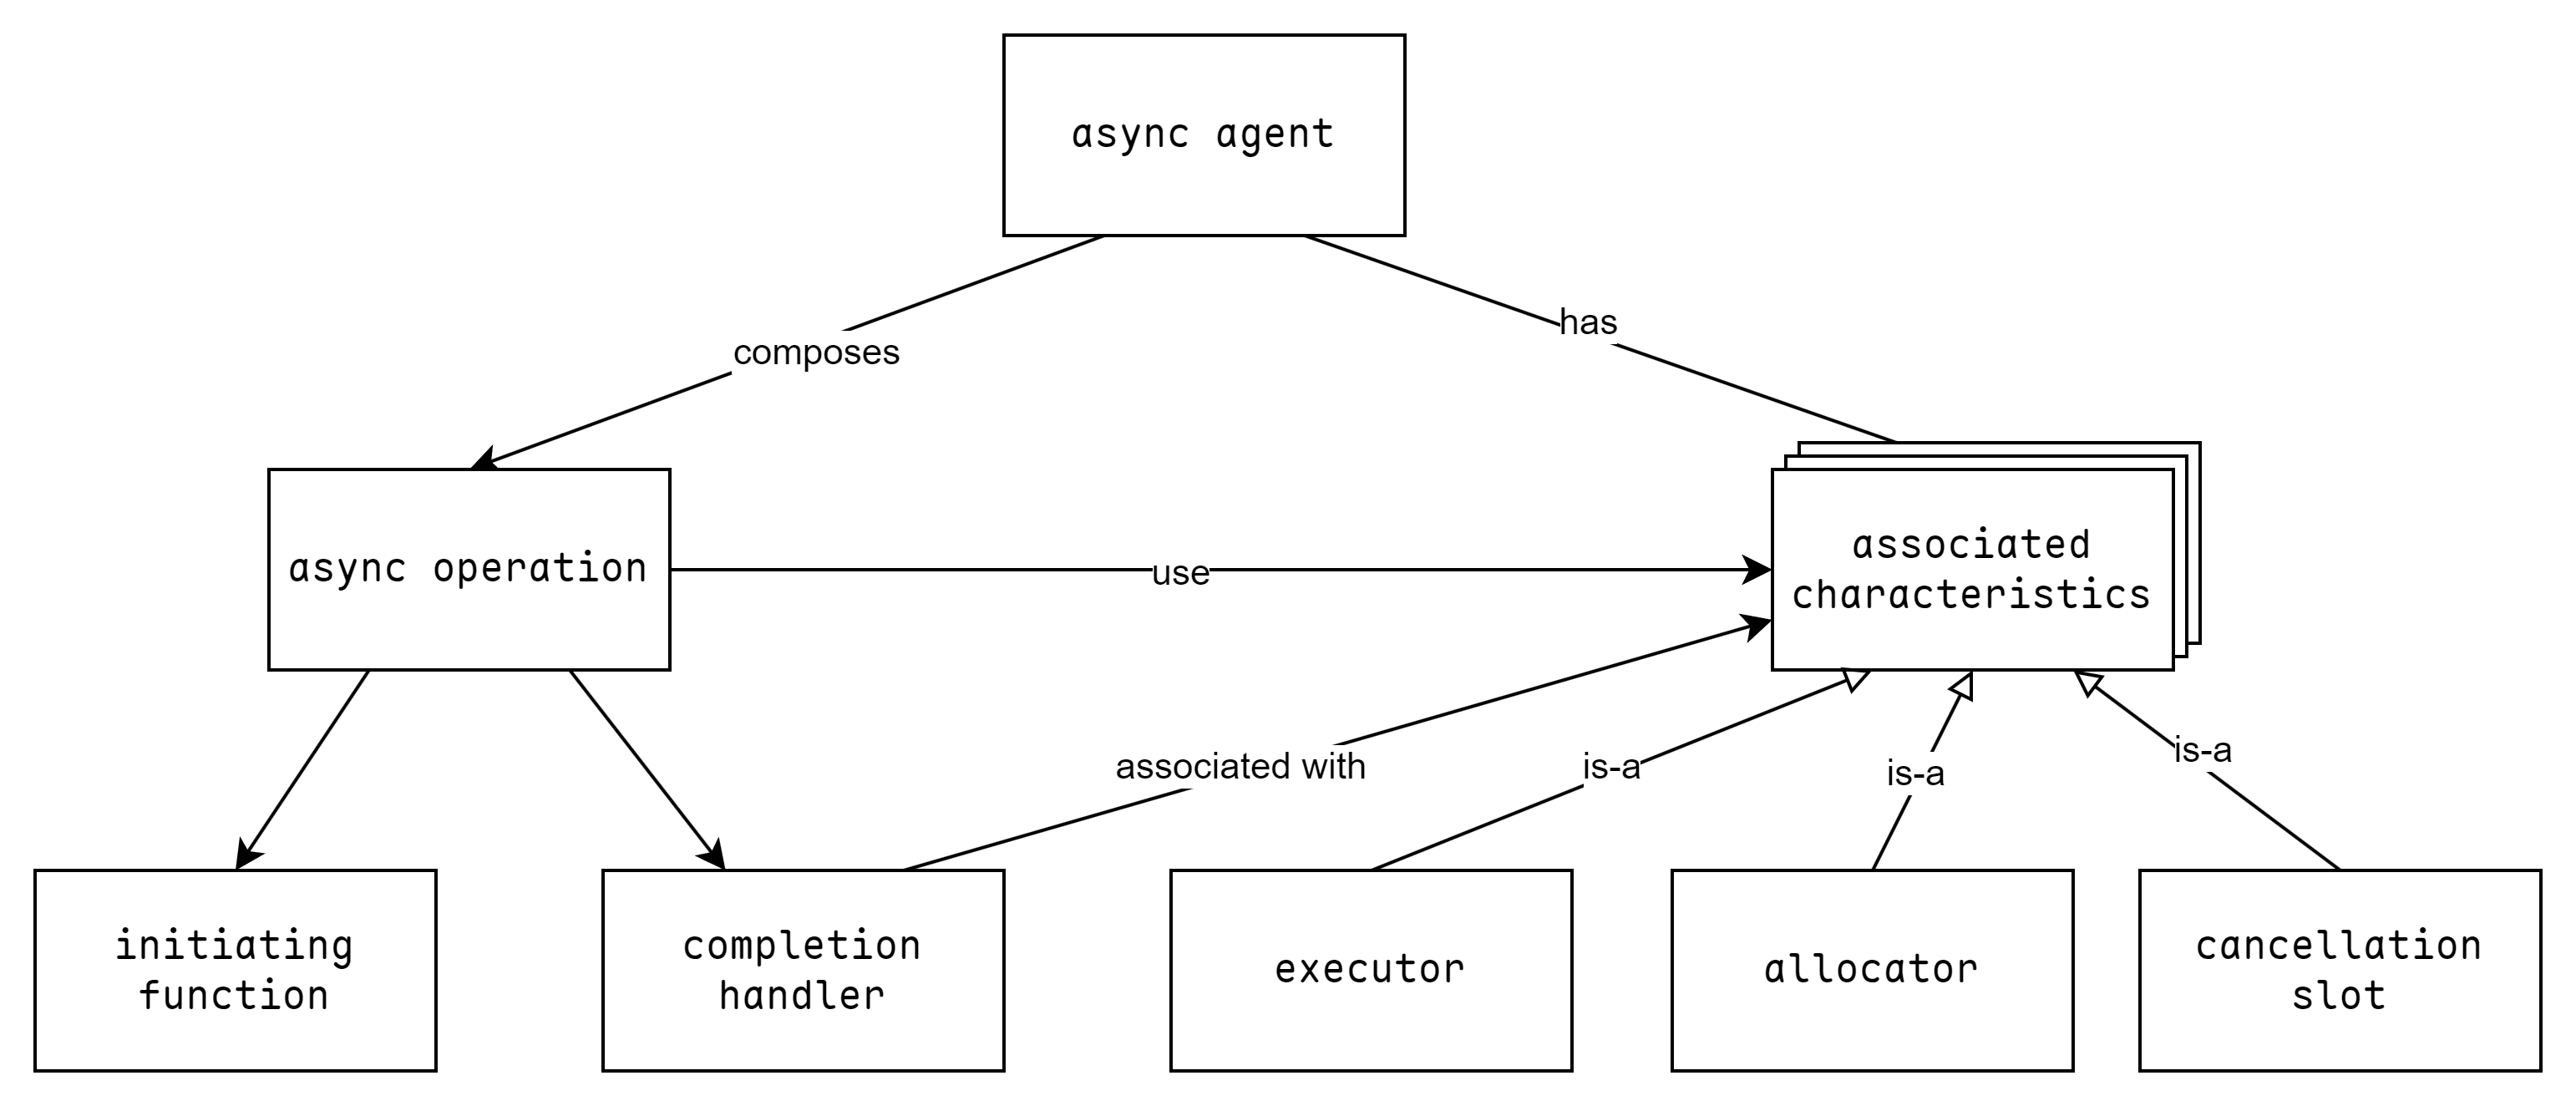 async agent
has
composes
async operation
use
associated
characteristics
associated with
is-a
is-a
is-a
initiating
function
completion
handler
executor
allocator
cancellation
slot